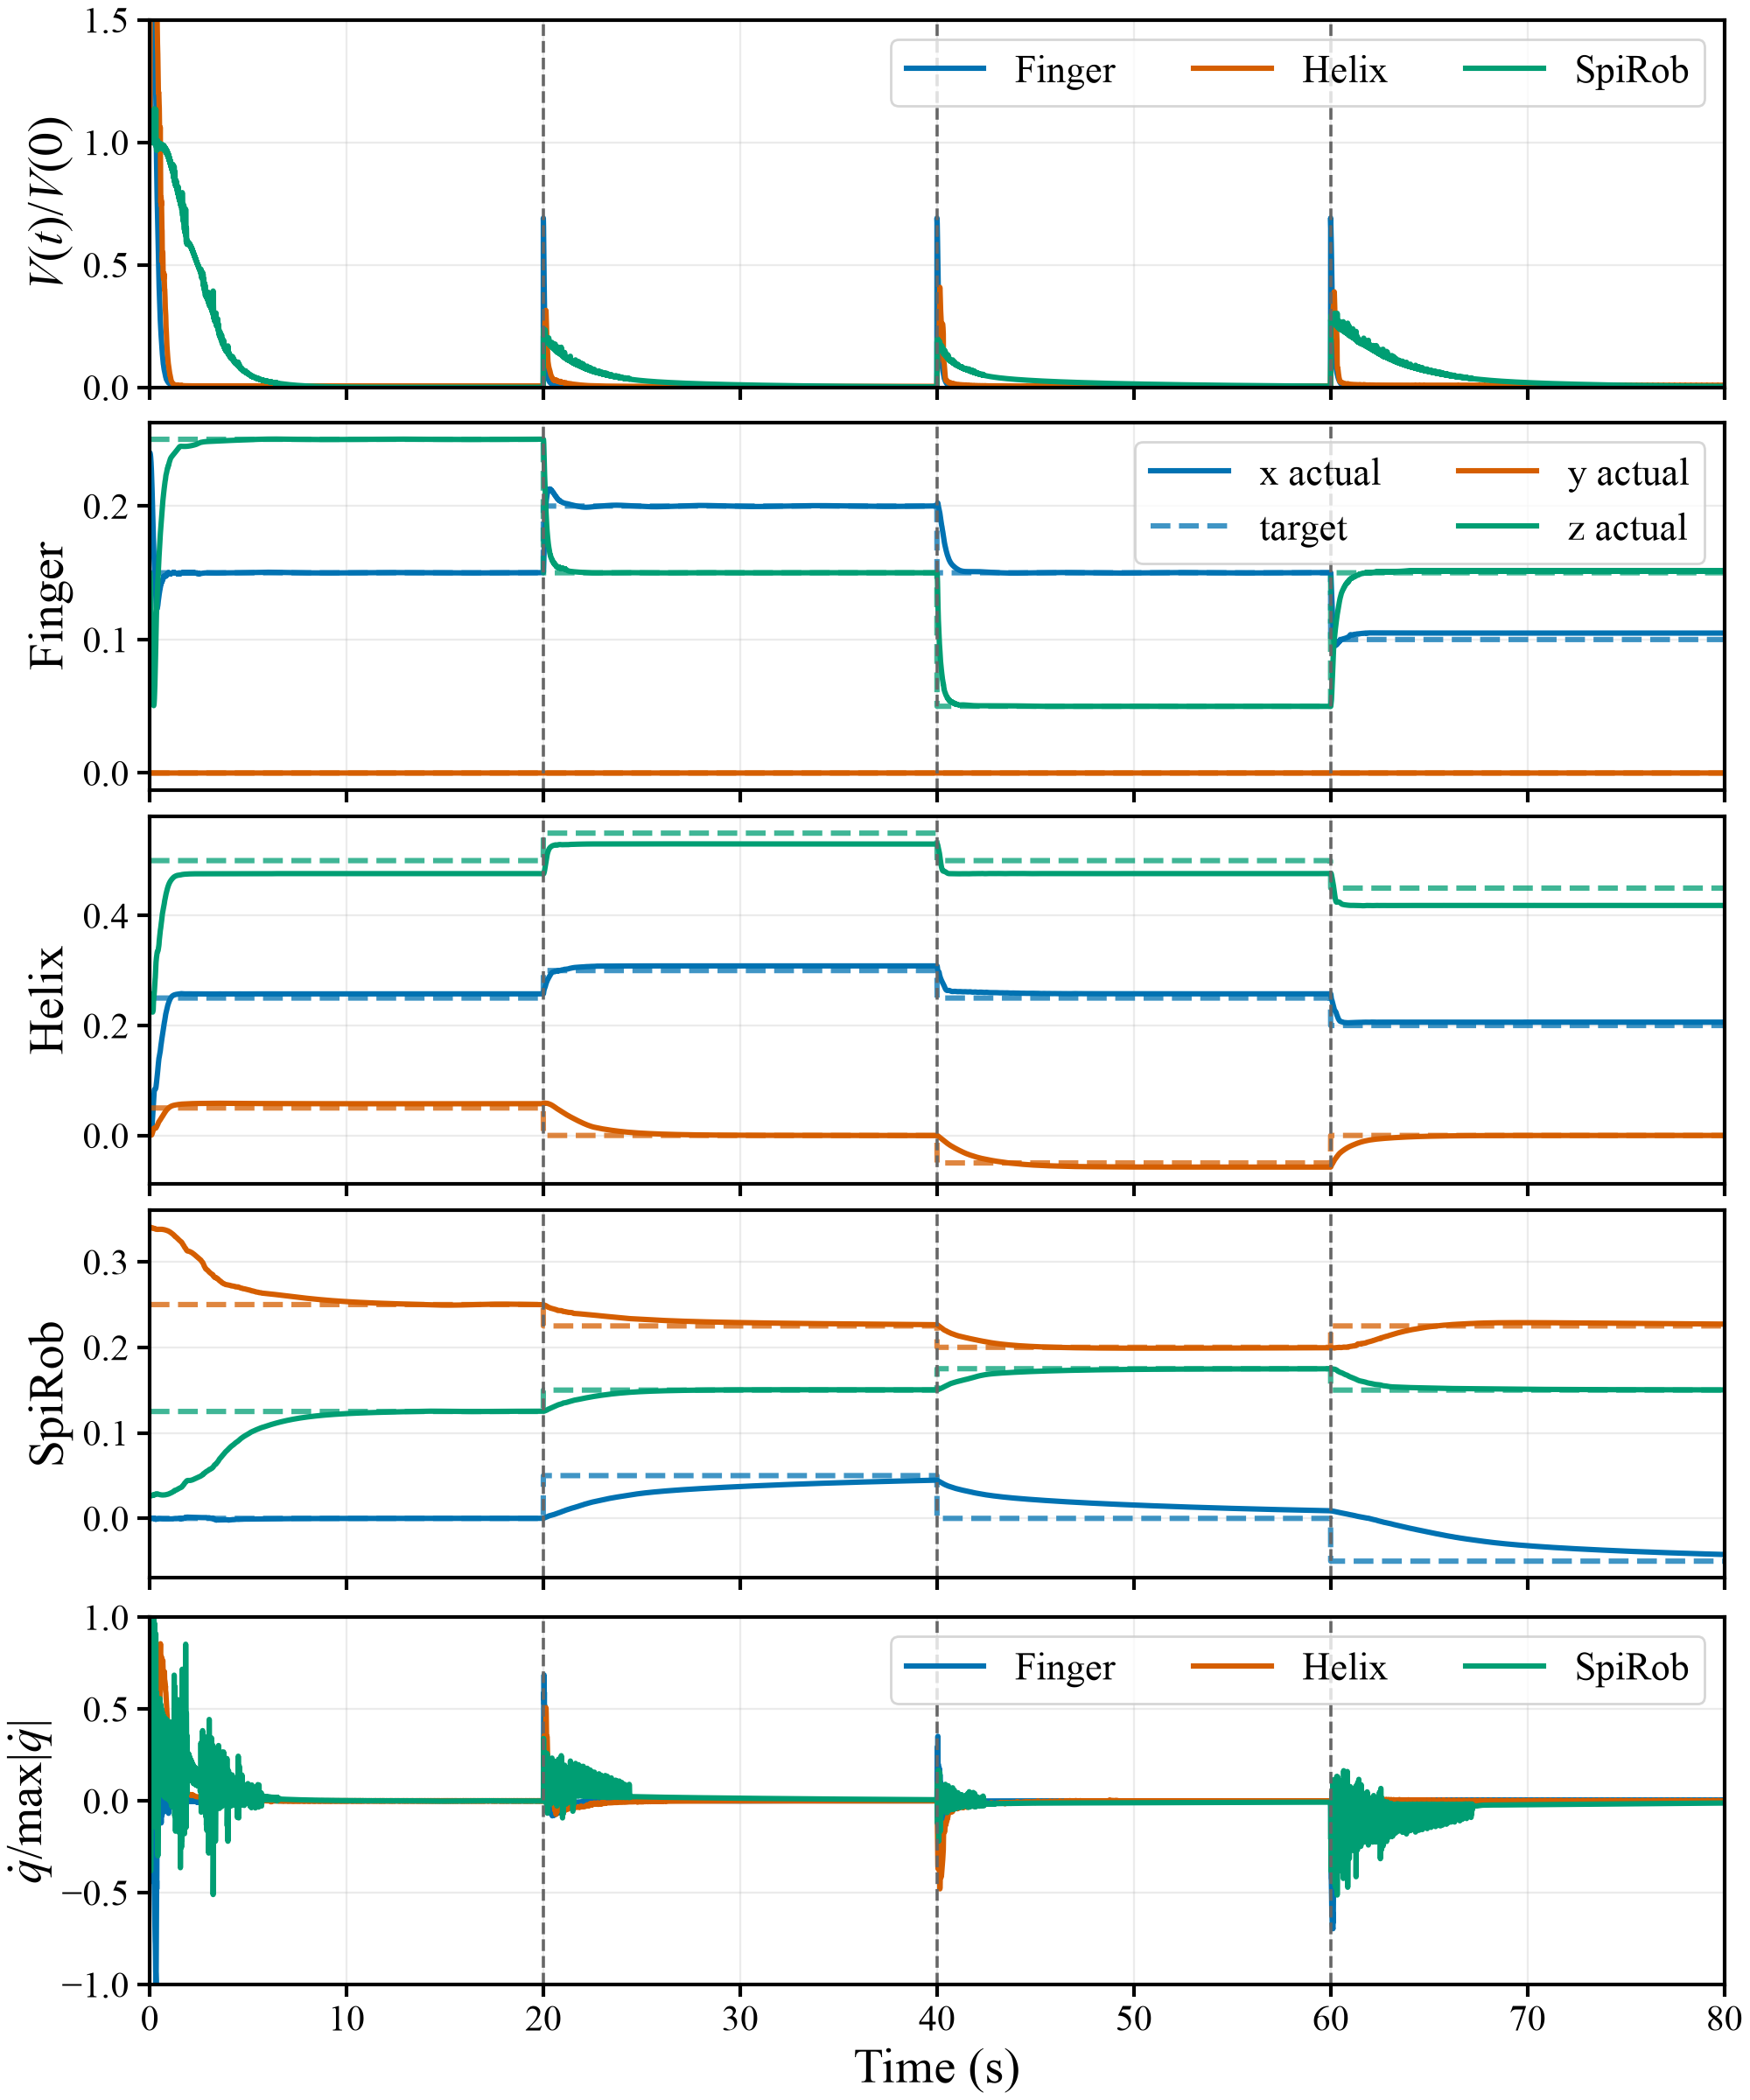 V(t)/V(0)
1.5
1.0
0.5
0.0
Finger
Helix
SpiRob
Finger
0.2
0.1
0.0
x actual
y actual
target
z actual
Helix
0.4
0.2
0.0
SpiRob
0.3
0.2
0.1
0.0
q̇/max|q̇|
1.0
0.5
0.0
−0.5
−1.0
Finger
Helix
SpiRob
0
10
20
30
40
50
60
70
80
Time (s)